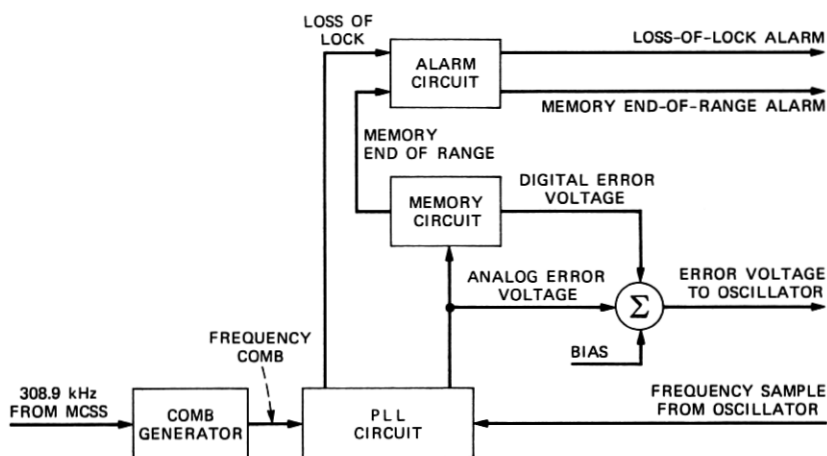 LOSS OF
LOCK
LOSS-OF-LOCK ALARM
ALARM
CIRCUIT
MEMORY END-OF-RANGE ALARM
MEMORY
END OF RANGE
DIGITAL ERROR
VOLTAGE
MEMORY
CIRCUIT
ANALOG ERROR
VOLTAGE
ERROR VOLTAGE
TO OSCILLATOR
Σ
FREQUENCY
COMB
BIAS
308.9 kHz
FROM MCSS
COMB
GENERATOR
PLL
CIRCUIT
FREQUENCY SAMPLE
FROM OSCILLATOR